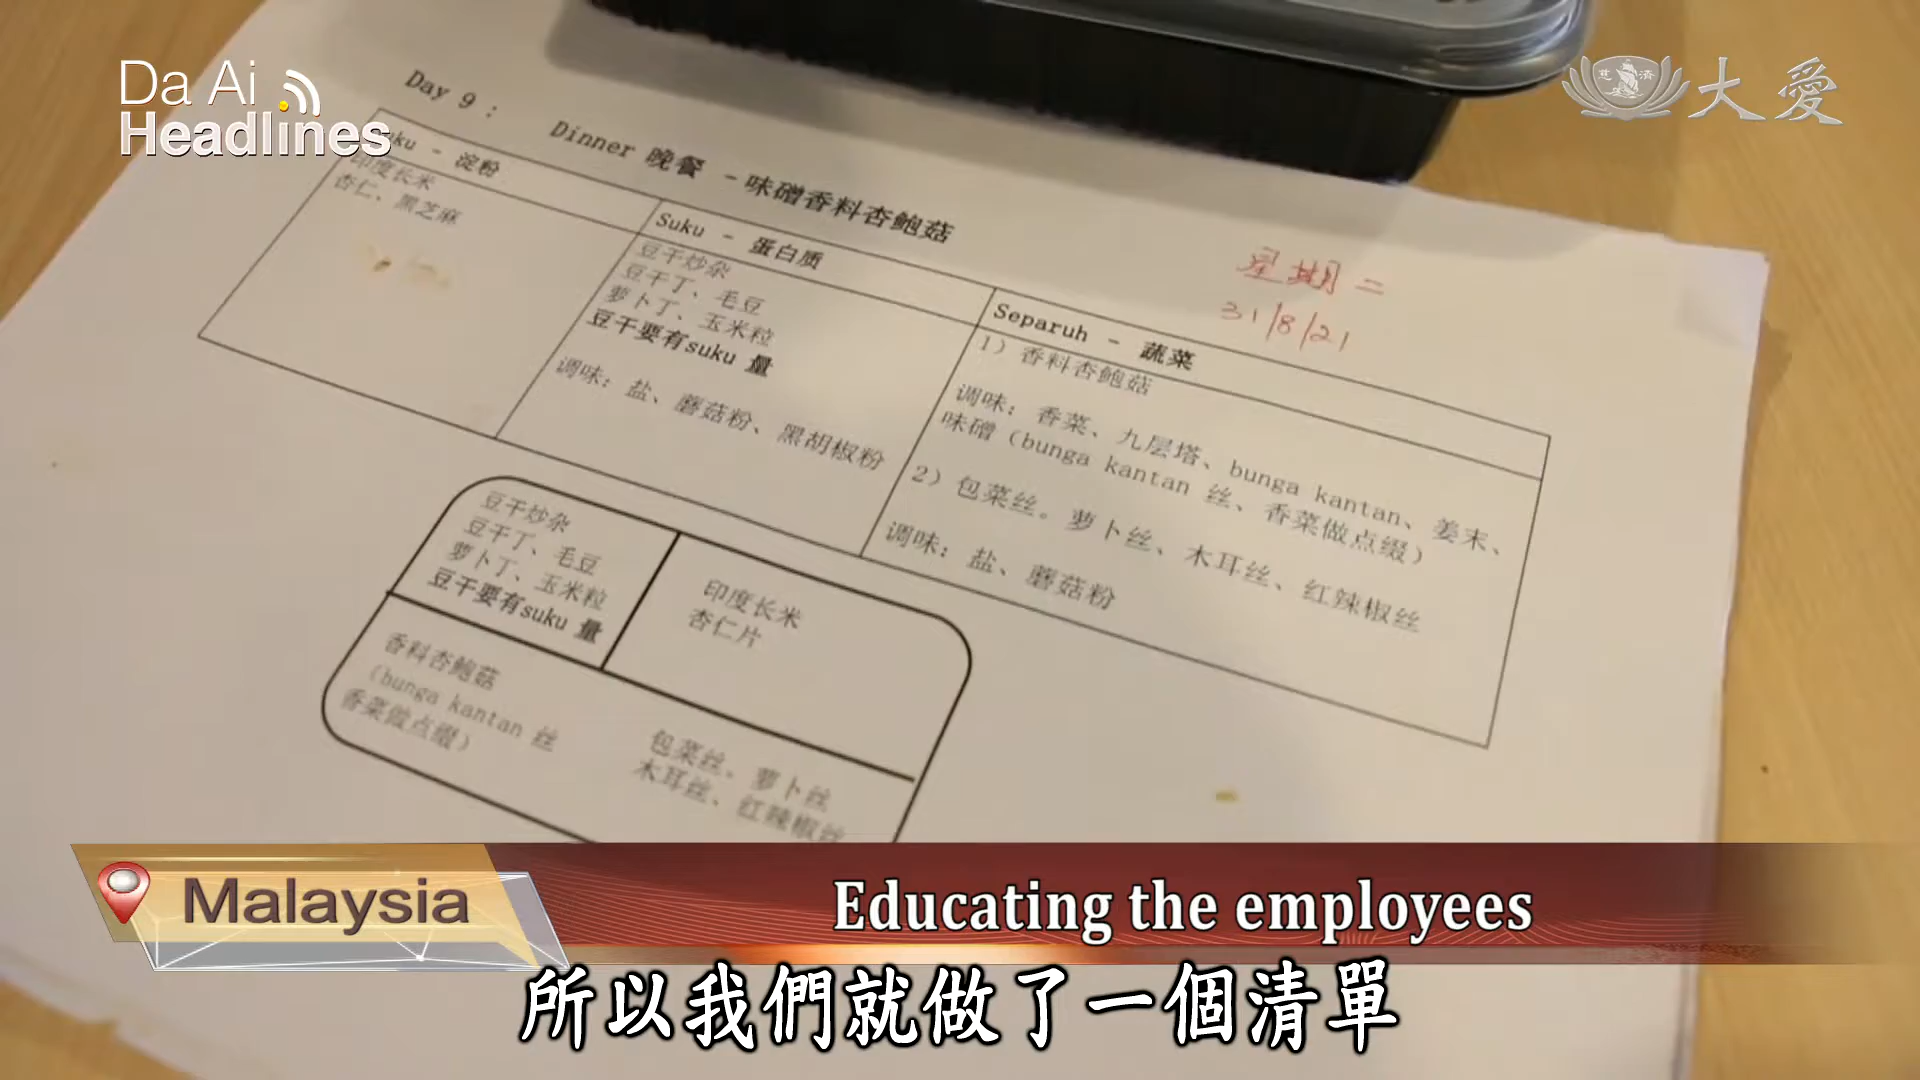 Da Ai
Headlines
慈濟
大愛
Day 9 :
Dinner 晚餐 -味磳香料杏鲍菇
星期二
31/8/21
- 淀粉
印度长米
杏仁、黑芝麻
Suku - 蛋白质
豆干炒杂
豆干丁、毛豆
萝卜丁、玉米粒
豆干要有suku 量
调味：盐、蘑菇粉、黑胡椒粉
Separuh - 蔬菜
1) 香料杏鲍菇
调味：香菜、九层塔、bunga kantan、姜末、
味磳（bunga kantan 丝、香菜做点缀）
2) 包菜丝。萝卜丝、木耳丝、红辣椒丝
调味：盐、蘑菇粉
豆干炒杂
豆干丁、毛豆
萝卜丁、玉米粒
豆干要有suku 量
印度长米
杏仁片
香料杏鲍菇
（bunga kantan 丝
香菜做点缀）
包菜丝。萝卜丝
木耳丝、红辣椒丝
Malaysia
Educating the employees
所以我們就做了一個清單